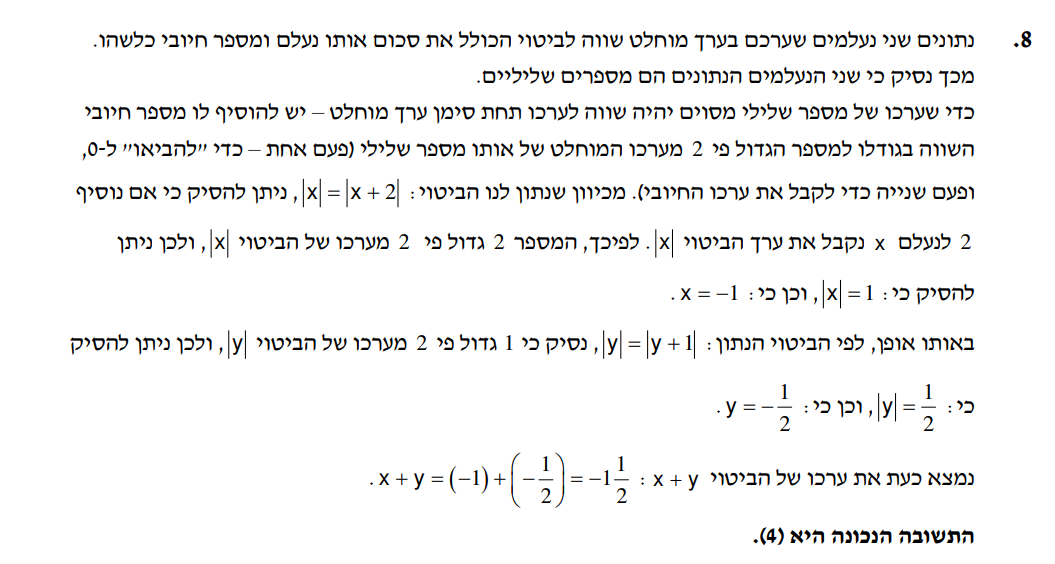 8. נתונים שני נעלמים שערכם בערך מוחלט שווה לביטוי הכולל את סכום אותו נעלם ומספר חיובי כלשהו.
מכך נסיק כי שני הנעלמים הנתונים הם מספרים שליליים.
כדי שערכו של מספר שלילי מסוים יהיה שווה לערכו תחת סימן ערך מוחלט – יש להוסיף לו מספר חיובי
השווה בגודלו למספר הגדול פי 2 מערכו המוחלט של אותו מספר שלילי (פעם אחת – כדי "להביאו" ל-0,
ופעם שנייה כדי לקבל את ערכו החיובי). מכיוון שנתון לנו הביטוי: |x| = |x + 2|, ניתן להסיק כי אם נוסיף
2 לנעלם x נקבל את ערך הביטוי |x|. לפיכך, המספר 2 גדול פי 2 מערכו של הביטוי |x|, ולכן ניתן
להסיק כי: |x| = 1, וכן כי: x = −1.
באותו אופן, לפי הביטוי הנתון: |y| = |y + 1|, נסיק כי 1 גדול פי 2 מערכו של הביטוי |y|, ולכן ניתן להסיק
כי: |y| = 1/2, וכן כי: y = −1/2.
נמצא כעת את ערכו של הביטוי x + y: x + y = (−1) + (−1/2) = −1 1/2.
התשובה הנכונה היא (4).